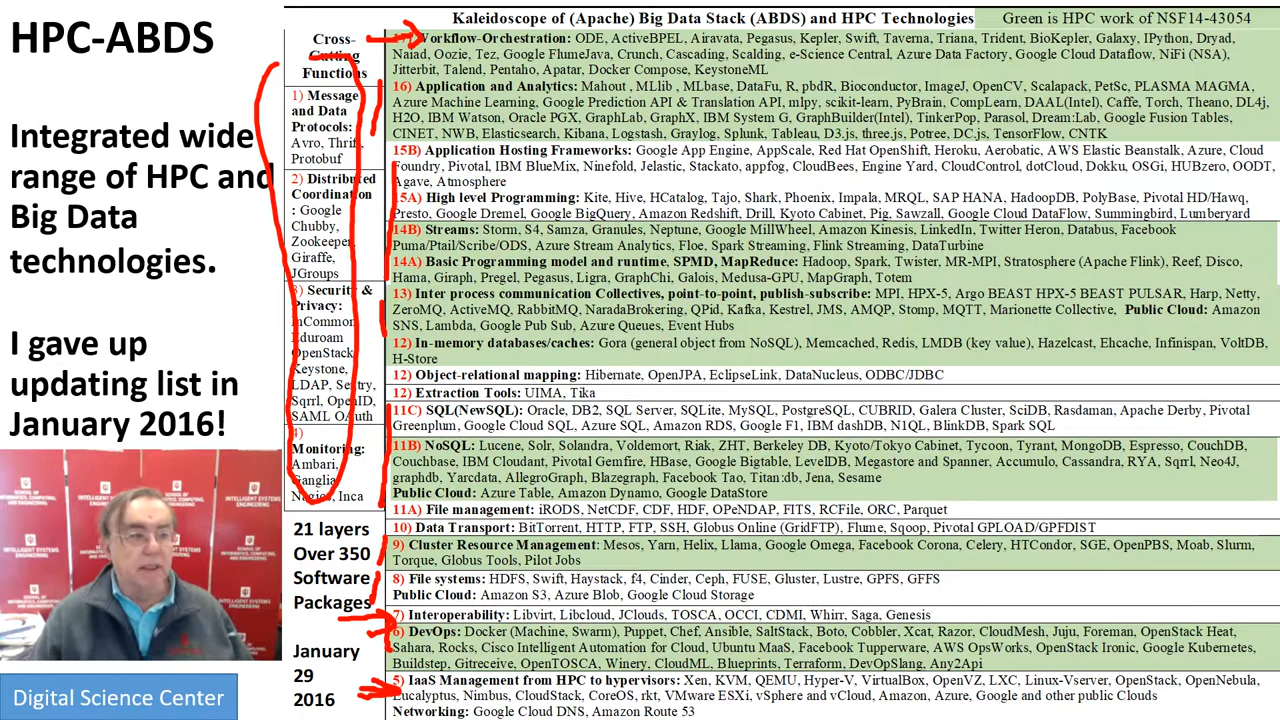 HPC-ABDS
Integrated wide
range of HPC and
Big Data
technologies.
I gave up
updating list in
January 2016!
Digital Science Center
Kaleidoscope of (Apache) Big Data Stack (ABDS) and HPC Technologies
Green is HPC work of NSF14-43054
Cross-
Cutting
Functions
1) Message
and Data
Protocols:
Avro, Thrift,
Protobuf
2) Distributed
Coordination
: Google
Chubby,
Zookeeper,
Giraffe,
JGroups
3) Security &
Privacy:
InCommon,
Eduroam
OpenStack
Keystone,
LDAP, Sentry,
Sqrrl, OpenID,
SAML OAuth
4)
Monitoring:
Ambari,
Ganglia,
Nagios, Inca
21 layers
Over 350
Software
Packages
January
29
2016
Workflow-Orchestration: ODE, ActiveBPEL, Airavata, Pegasus, Kepler, Swift, Taverna, Triana, Trident, BioKepler, Galaxy, IPython, Dryad,
Naiad, Oozie, Tez, Google FlumeJava, Crunch, Cascading, Scalding, e-Science Central, Azure Data Factory, Google Cloud Dataflow, NiFi (NSA),
Jitterbit, Talend, Pentaho, Apatar, Docker Compose, KeystoneML
16) Application and Analytics: Mahout , MLlib , MLbase, DataFu, R, pbdR, Bioconductor, ImageJ, OpenCV, Scalapack, PetSc, PLASMA MAGMA,
Azure Machine Learning, Google Prediction API & Translation API, mlpy, scikit-learn, PyBrain, CompLearn, DAAL(Intel), Caffe, Torch, Theano, DL4j,
H2O, IBM Watson, Oracle PGX, GraphLab, GraphX, IBM System G, GraphBuilder(Intel), TinkerPop, Parasol, Dream:Lab, Google Fusion Tables,
CINET, NWB, Elasticsearch, Kibana, Logstash, Graylog, Splunk, Tableau, D3.js, three.js, Potree, DC.js, TensorFlow, CNTK
15B) Application Hosting Frameworks: Google App Engine, AppScale, Red Hat OpenShift, Heroku, Aerobatic, AWS Elastic Beanstalk, Azure, Cloud
Foundry, Pivotal, IBM BlueMix, Ninefold, Jelastic, Stackato, appfog, CloudBees, Engine Yard, CloudControl, dotCloud, Dokku, OSGi, HUBzero, OODT,
Agave, Atmosphere
15A) High level Programming: Kite, Hive, HCatalog, Tajo, Shark, Phoenix, Impala, MRQL, SAP HANA, HadoopDB, PolyBase, Pivotal HD/Hawq,
Presto, Google Dremel, Google BigQuery, Amazon Redshift, Drill, Kyoto Cabinet, Pig, Sawzall, Google Cloud DataFlow, Summingbird, Lumberyard
14B) Streams: Storm, S4, Samza, Granules, Neptune, Google MillWheel, Amazon Kinesis, LinkedIn, Twitter Heron, Databus, Facebook
Puma/Ptail/Scribe/ODS, Azure Stream Analytics, Floe, Spark Streaming, Flink Streaming, DataTurbine
14A) Basic Programming model and runtime, SPMD, MapReduce: Hadoop, Spark, Twister, MR-MPI, Stratosphere (Apache Flink), Reef, Disco,
Hama, Giraph, Pregel, Pegasus, Ligra, GraphChi, Galois, Medusa-GPU, MapGraph, Totem
13) Inter process communication Collectives, point-to-point, publish-subscribe: MPI, HPX-5, Argo BEAST HPX-5 BEAST PULSAR, Harp, Netty,
ZeroMQ, ActiveMQ, RabbitMQ, NaradaBrokering, QPid, Kafka, Kestrel, JMS, AMQP, Stomp, MQTT, Marionette Collective, Public Cloud: Amazon
SNS, Lambda, Google Pub Sub, Azure Queues, Event Hubs
12) In-memory databases/caches: Gora (general object from NoSQL), Memcached, Redis, LMDB (key value), Hazelcast, Ehcache, Infinispan, VoltDB,
H-Store
12) Object-relational mapping: Hibernate, OpenJPA, EclipseLink, DataNucleus, ODBC/JDBC
12) Extraction Tools: UIMA, Tika
11C) SQL(NewSQL): Oracle, DB2, SQL Server, SQLite, MySQL, PostgreSQL, CUBRID, Galera Cluster, SciDB, Rasdaman, Apache Derby, Pivotal
Greenplum, Google Cloud SQL, Azure SQL, Amazon RDS, Google F1, IBM dashDB, N1QL, BlinkDB, Spark SQL
11B) NoSQL: Lucene, Solr, Solandra, Voldemort, Riak, ZHT, Berkeley DB, Kyoto/Tokyo Cabinet, Tycoon, Tyrant, MongoDB, Espresso, CouchDB,
Couchbase, IBM Cloudant, Pivotal Gemfire, HBase, Google Bigtable, LevelDB, Megastore and Spanner, Accumulo, Cassandra, RYA, Sqrrl, Neo4J,
graphdb, Yarcdata, AllegroGraph, Blazegraph, Facebook Tao, Titan:db, Jena, Sesame
Public Cloud: Azure Table, Amazon Dynamo, Google DataStore
11A) File management: iRODS, NetCDF, CDF, HDF, OPeNDAP, FITS, RCFile, ORC, Parquet
10) Data Transport: BitTorrent, HTTP, FTP, SSH, Globus Online (GridFTP), Flume, Sqoop, Pivotal GPLOAD/GPFDIST
9) Cluster Resource Management: Mesos, Yarn, Helix, Llama, Google Omega, Facebook Corona, Celery, HTCondor, SGE, OpenPBS, Moab, Slurm,
Torque, Globus Tools, Pilot Jobs
8) File systems: HDFS, Swift, Haystack, f4, Cinder, Ceph, FUSE, Gluster, Lustre, GPFS, GFFS
Public Cloud: Amazon S3, Azure Blob, Google Cloud Storage
7) Interoperability: Libvirt, Libcloud, JClouds, TOSCA, OCCI, CDMI, Whirr, Saga, Genesis
6) DevOps: Docker (Machine, Swarm), Puppet, Chef, Ansible, SaltStack, Boto, Cobbler, Xcat, Razor, CloudMesh, Juju, Foreman, OpenStack Heat,
Sahara, Rocks, Cisco Intelligent Automation for Cloud, Ubuntu MaaS, Facebook Tupperware, AWS OpsWorks, OpenStack Ironic, Google Kubernetes,
Buildstep, Gitreceive, OpenTOSCA, Winery, CloudML, Blueprints, Terraform, DevOpSlang, Any2Api
5) IaaS Management from HPC to hypervisors: Xen, KVM, QEMU, Hyper-V, VirtualBox, OpenVZ, LXC, Linux-Vserver, OpenStack, OpenNebula,
Eucalyptus, Nimbus, CloudStack, CoreOS, rkt, VMware ESXi, vSphere and vCloud, Amazon, Azure, Google and other public Clouds
Networking: Google Cloud DNS, Amazon Route 53